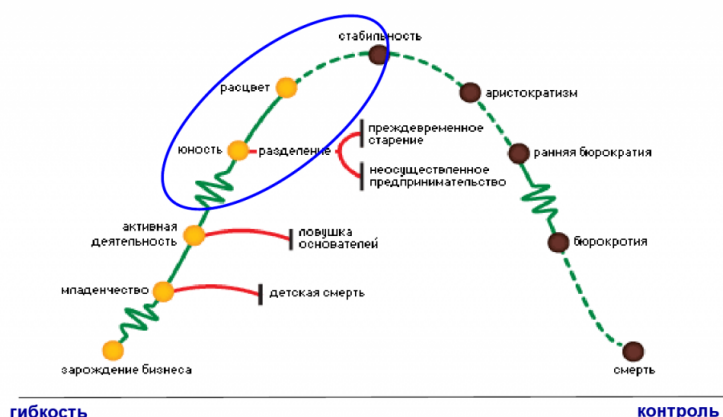 стабильность
расцвет
аристократизм
преждевременное
старение
юность
разделение
ранняя бюрократия
неосуществленное
предпринимательство
активная
деятельность
ловушка
основателей
бюрокротия
младенчество
детская смерть
зарождение бизнеса
смерть
гибкость
контроль